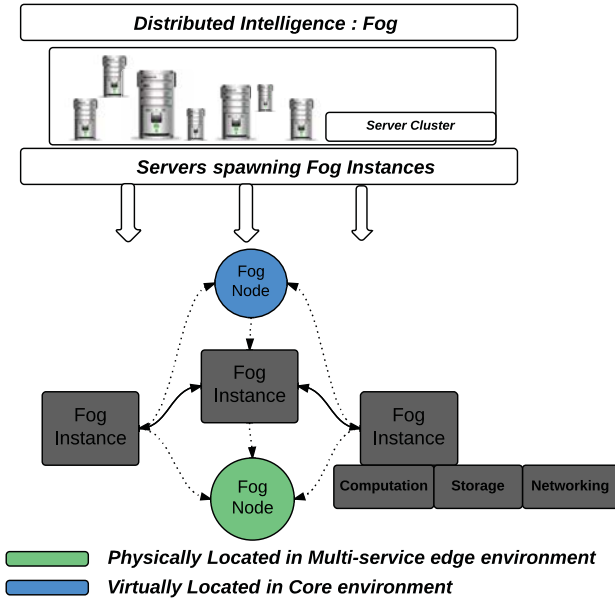 Distributed Intelligence : Fog
Server Cluster
Servers spawning Fog Instances
Fog
Node
Fog
Instance
Fog
Instance
Fog
Instance
Computation
Storage
Networking
Fog
Node
Physically Located in Multi-service edge environment
Virtually Located in Core environment